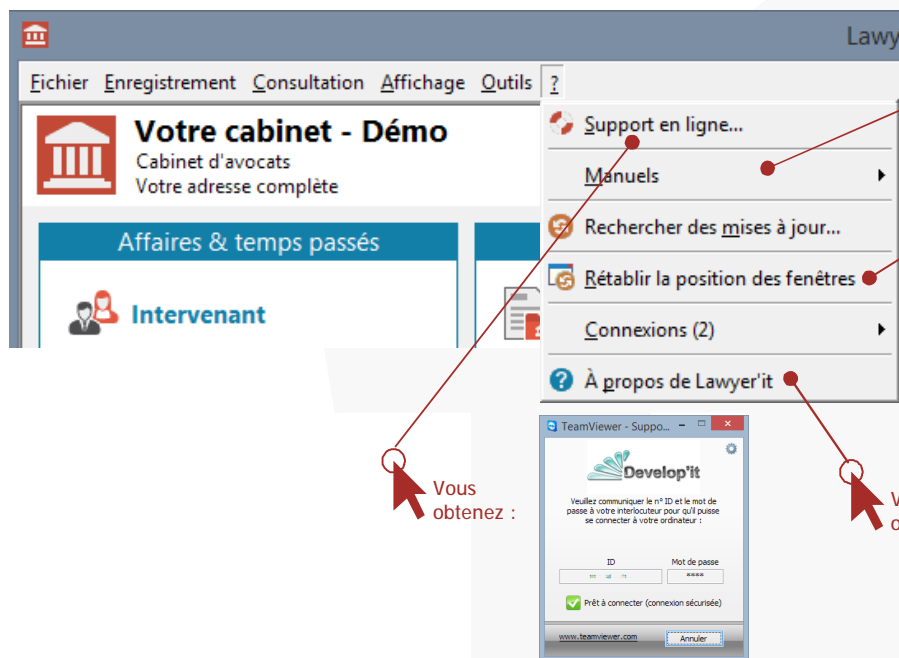 Lawy
Fichier Enregistrement Consultation Affichage Outils ?
Votre cabinet - Démo
Cabinet d'avocats
Votre adresse complète
Affaires & temps passés
Intervenant
Support en ligne...
Manuels
Rechercher des mises à jour...
Rétablir la position des fenêtres
Connexions (2)
À propos de Lawyer'it
Vous
obtenez :
TeamViewer - Suppo...
Develop'it
Veuillez communiquer le n° ID et le mot de
passe à votre interlocuteur pour qu'il puisse
se connecter à votre ordinateur :
ID Mot de passe
****
Prêt à connecter (connexion sécurisée)
www.teamviewer.com Annuler
V
o